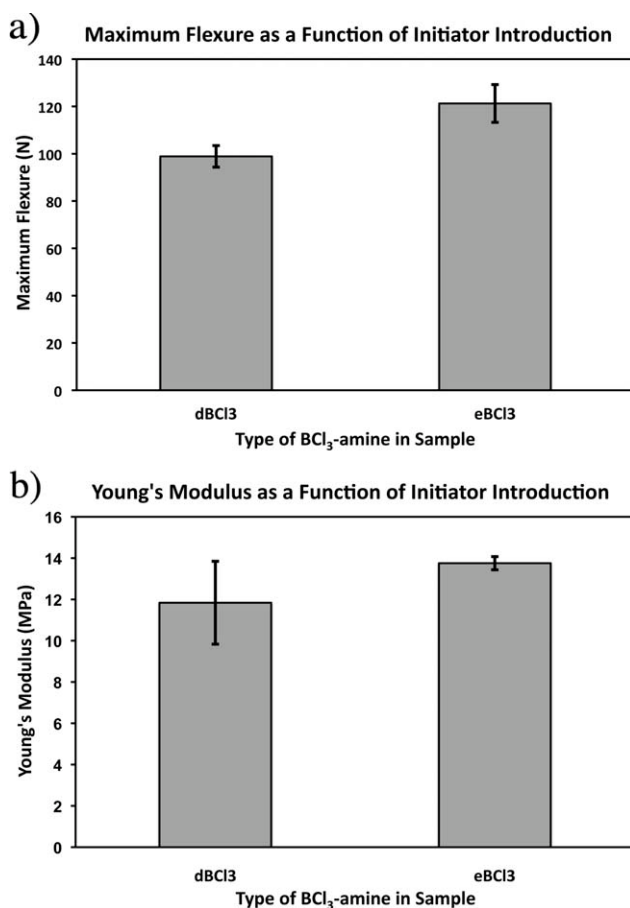 a)
Maximum Flexure as a Function of Initiator Introduction
140
120
100
80
60
40
20
0
Maximum Flexure (N)
dBCl3 eBCl3
Type of BCl₃-amine in Sample
b)
Young's Modulus as a Function of Initiator Introduction
16
14
12
10
8
6
4
2
0
Young's Modulus (MPa)
dBCl3 eBCl3
Type of BCl₃-amine in Sample